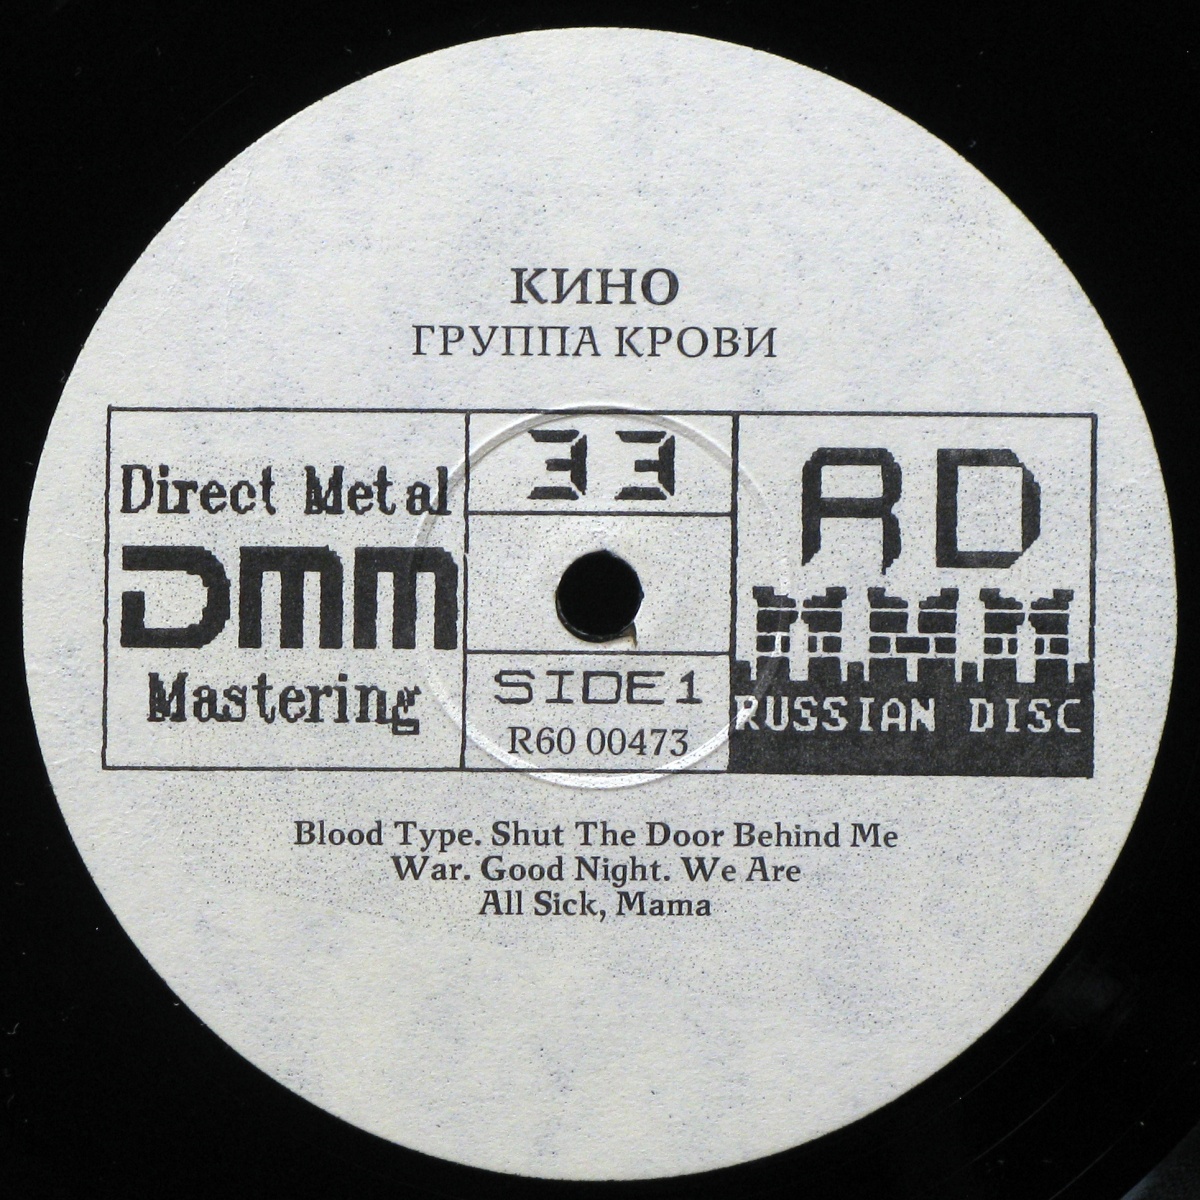 КИНО
ГРУППА КРОВИ
Direct Metal
DMM
Mastering
33
SIDE 1
R60 00473
RD
RUSSIAN DISC
Blood Type. Shut The Door Behind Me
War. Good Night. We Are
All Sick, Mama